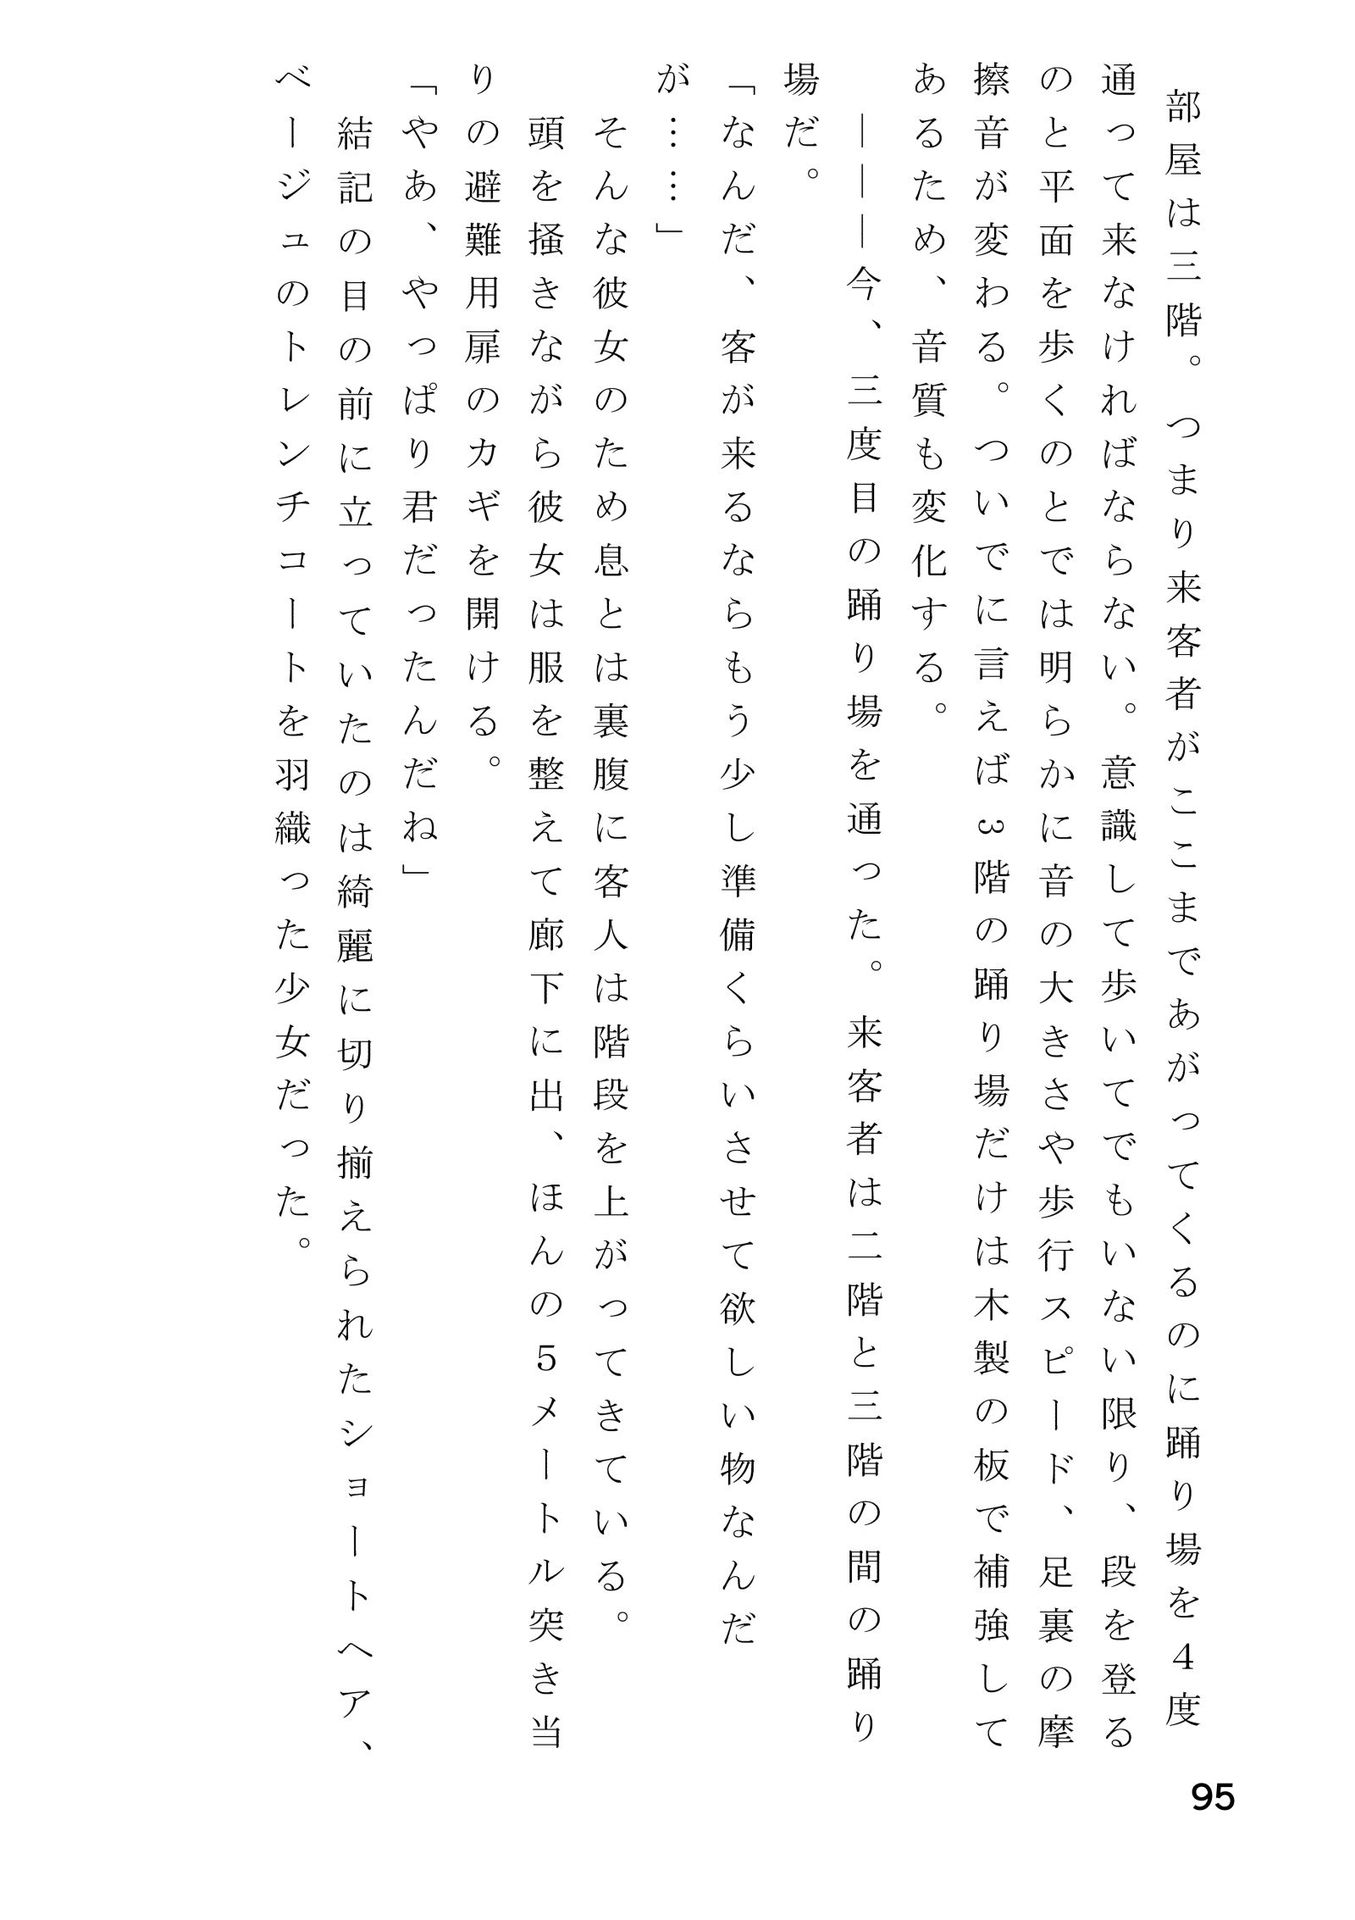 部屋は三階。つまり来客者がここまであがってくるのに踊り場を４度
通って来なければならない。意識して歩いてでもいない限り、段を登る
のと平面を歩くのとでは明らかに音の大きさや歩行スピード、足裏の摩
擦音が変わる。ついでに言えば3階の踊り場だけは木製の板で補強して
あるため、音質も変化する。
―――今、三度目の踊り場を通った。来客者は二階と三階の間の踊り
場だ。
「なんだ、客が来るならもう少し準備くらいさせて欲しい物なんだ
が……」
そんな彼女のため息とは裏腹に客人は階段を上がってきている。
頭を掻きながら彼女は服を整えて廊下に出、ほんの５メートル突き当
りの避難用扉のカギを開ける。
「やあ、やっぱり君だったんだね」
結記の目の前に立っていたのは綺麗に切り揃えられたショートヘア、
ベージュのトレンチコートを羽織った少女だった。
95